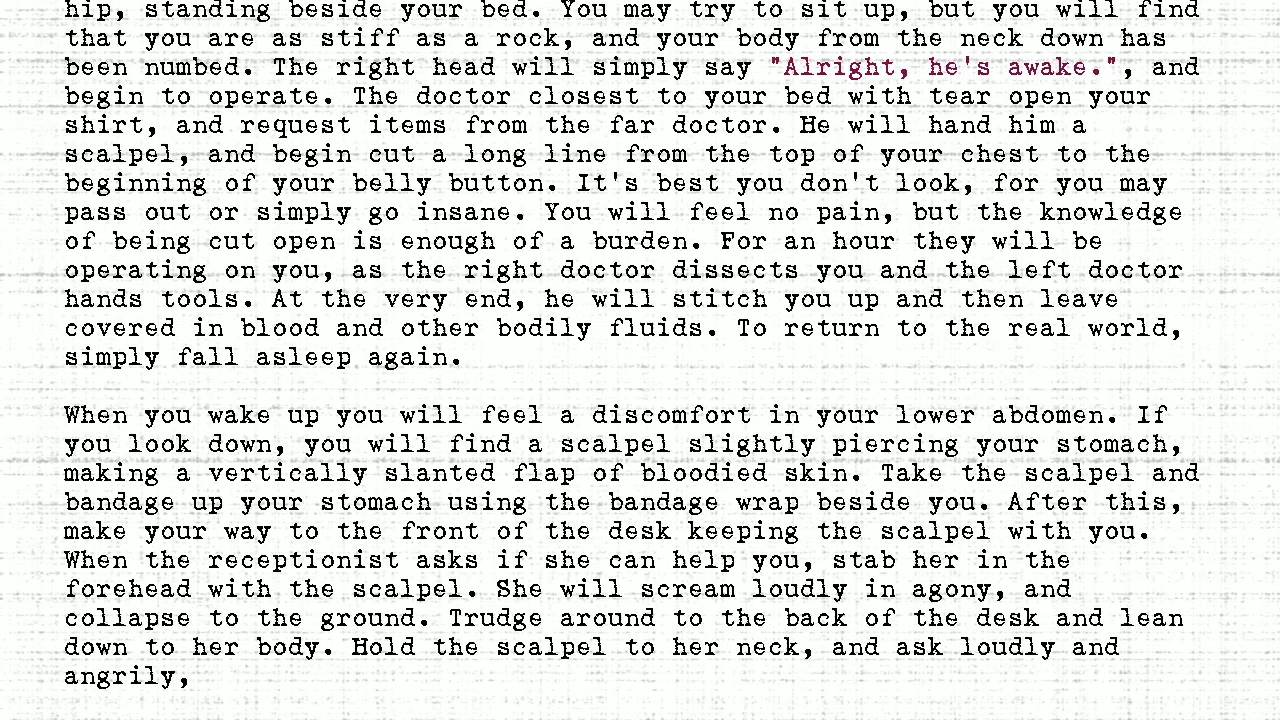 hip, standing beside your bed. You may try to sit up, but you will find
that you are as stiff as a rock, and your body from the neck down has
been numbed. The right head will simply say "Alright, he's awake.", and
begin to operate. The doctor closest to your bed with tear open your
shirt, and request items from the far doctor. He will hand him a
scalpel, and begin cut a long line from the top of your chest to the
beginning of your belly button. It's best you don't look, for you may
pass out or simply go insane. You will feel no pain, but the knowledge
of being cut open is enough of a burden. For an hour they will be
operating on you, as the right doctor dissects you and the left doctor
hands tools. At the very end, he will stitch you up and then leave
covered in blood and other bodily fluids. To return to the real world,
simply fall asleep again.

When you wake up you will feel a discomfort in your lower abdomen. If
you look down, you will find a scalpel slightly piercing your stomach,
making a vertically slanted flap of bloodied skin. Take the scalpel and
bandage up your stomach using the bandage wrap beside you. After this,
make your way to the front of the desk keeping the scalpel with you.
When the receptionist asks if she can help you, stab her in the
forehead with the scalpel. She will scream loudly in agony, and
collapse to the ground. Trudge around to the back of the desk and lean
down to her body. Hold the scalpel to her neck, and ask loudly and
angrily,